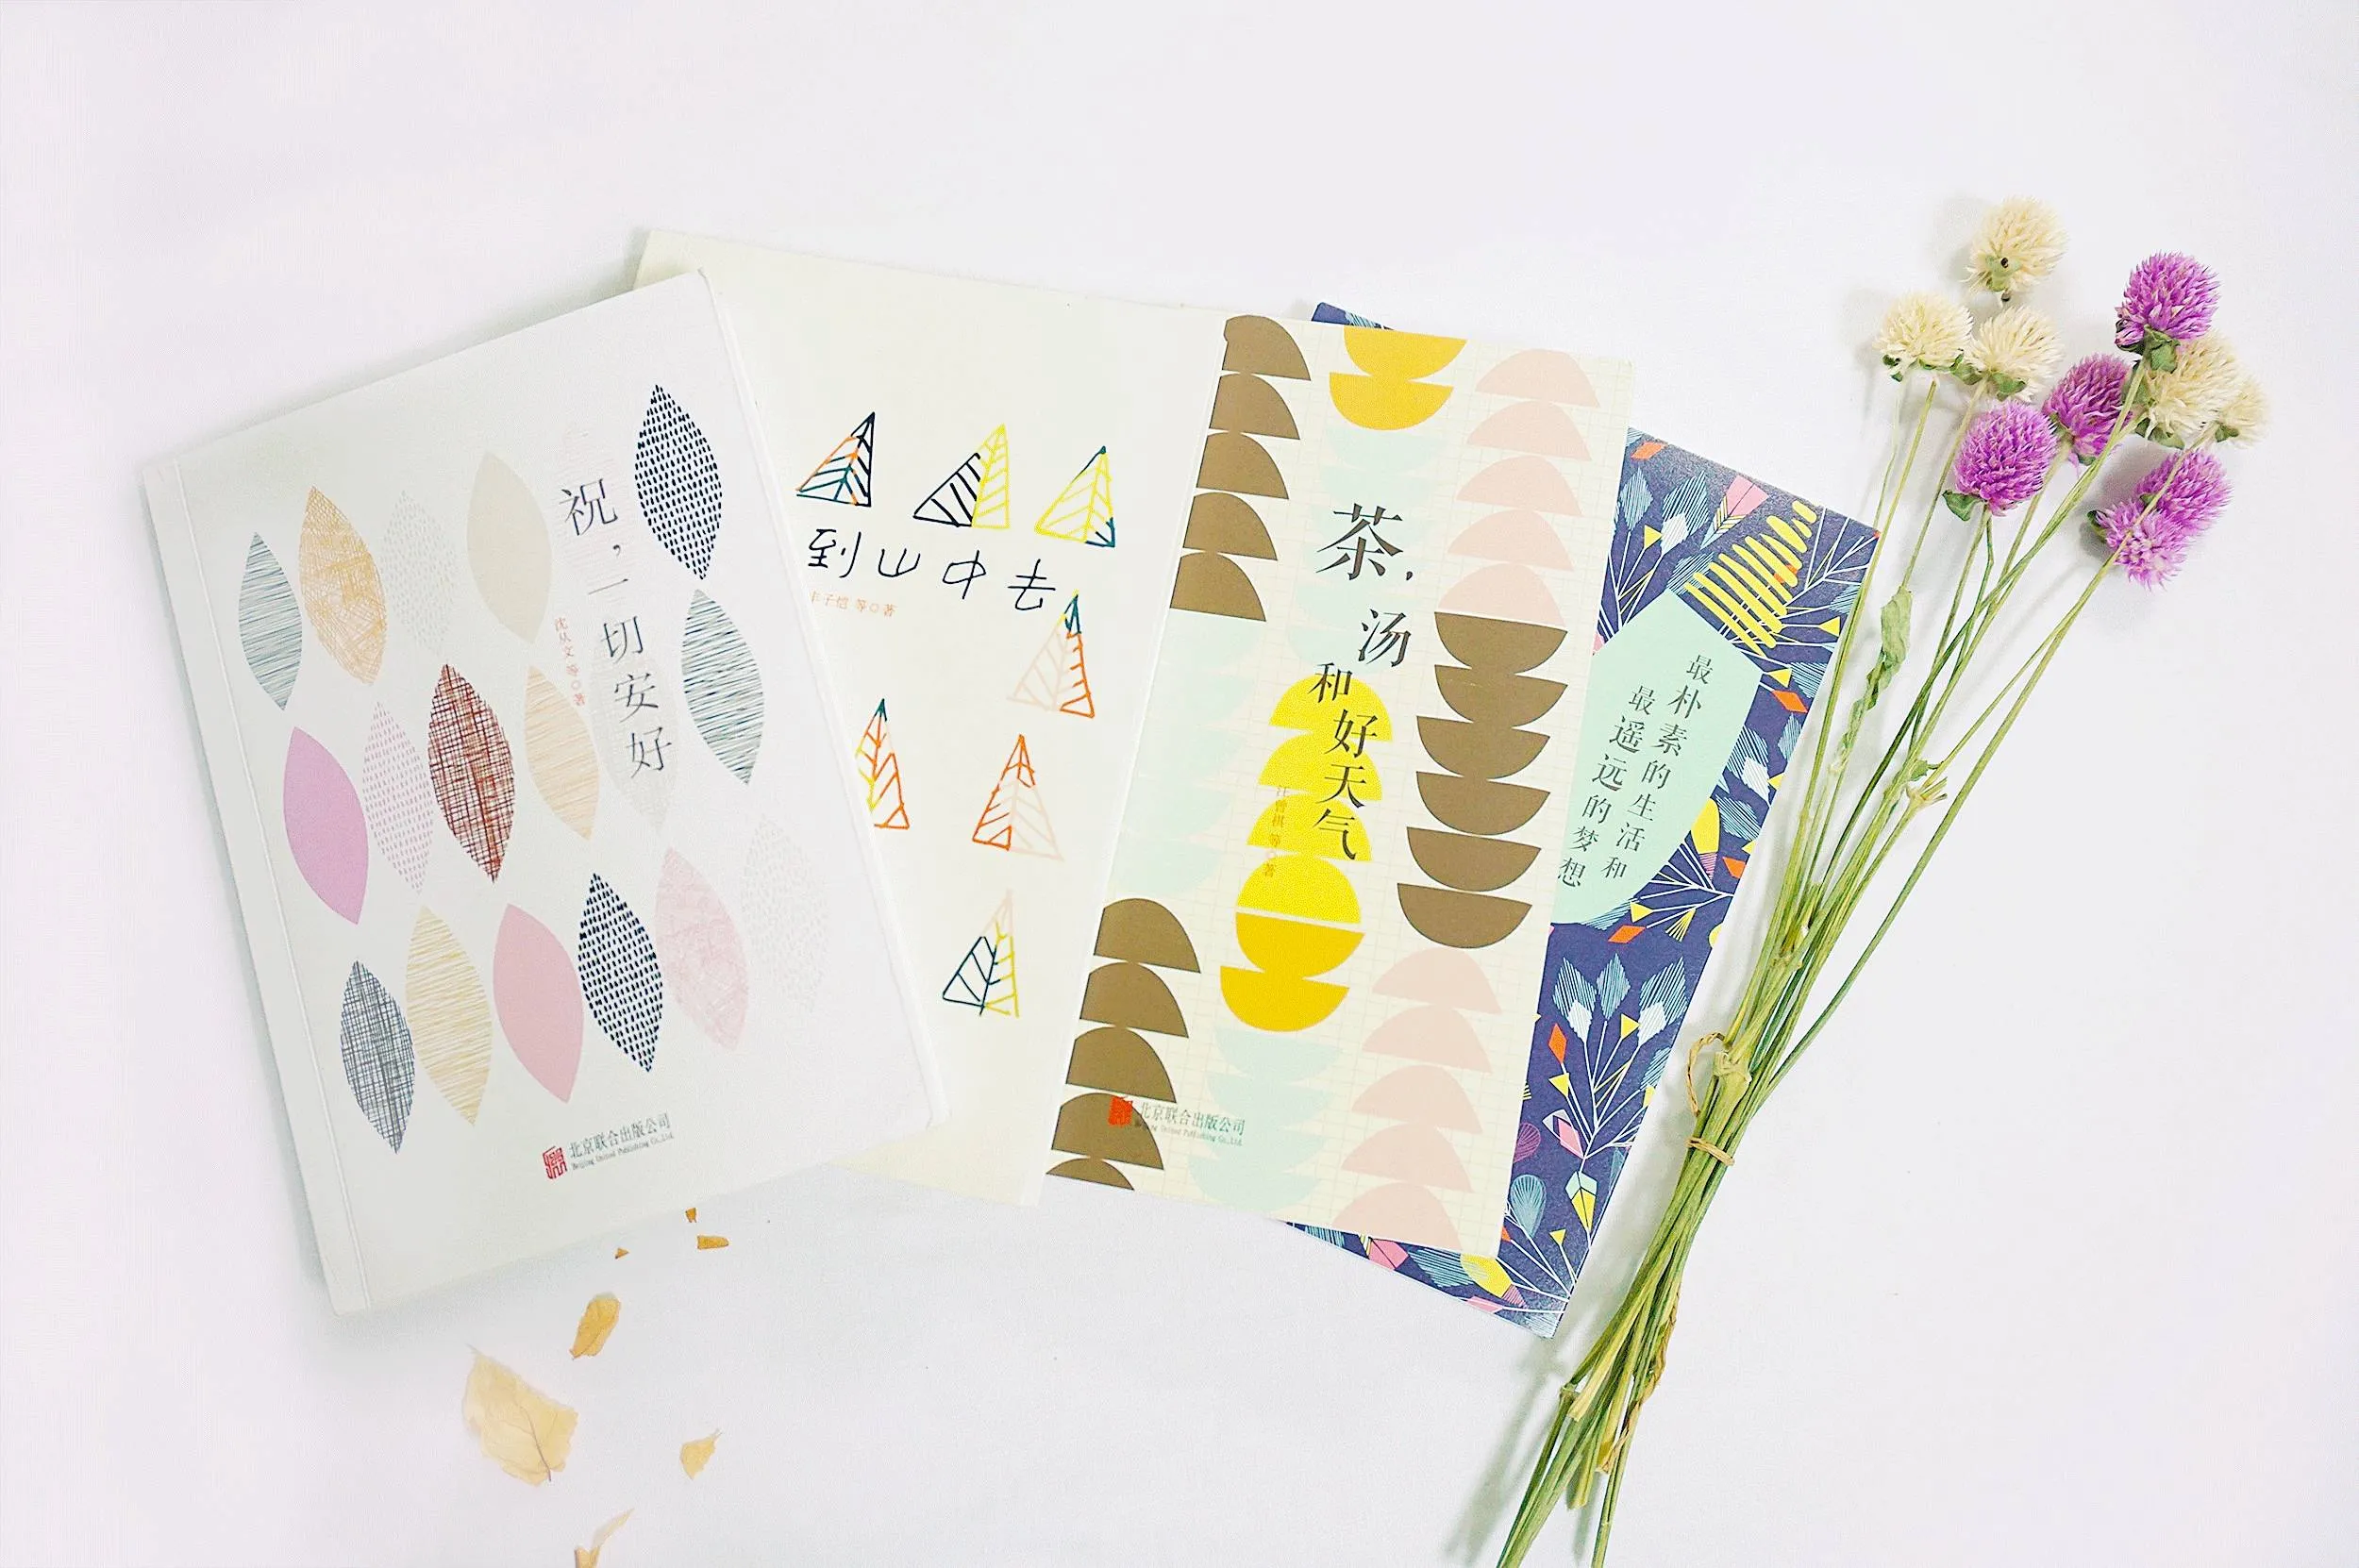 祝，一切安好
沈从文 等◎著
北京联合出版公司
Beijing United Publishing Co.,Ltd.
到山中去
丰子恺 等◎著
茶，汤和好天气
汪曾祺 等◎著
北京联合出版公司
Beijing United Publishing Co.,Ltd.
最朴素的生活和
最遥远的梦想